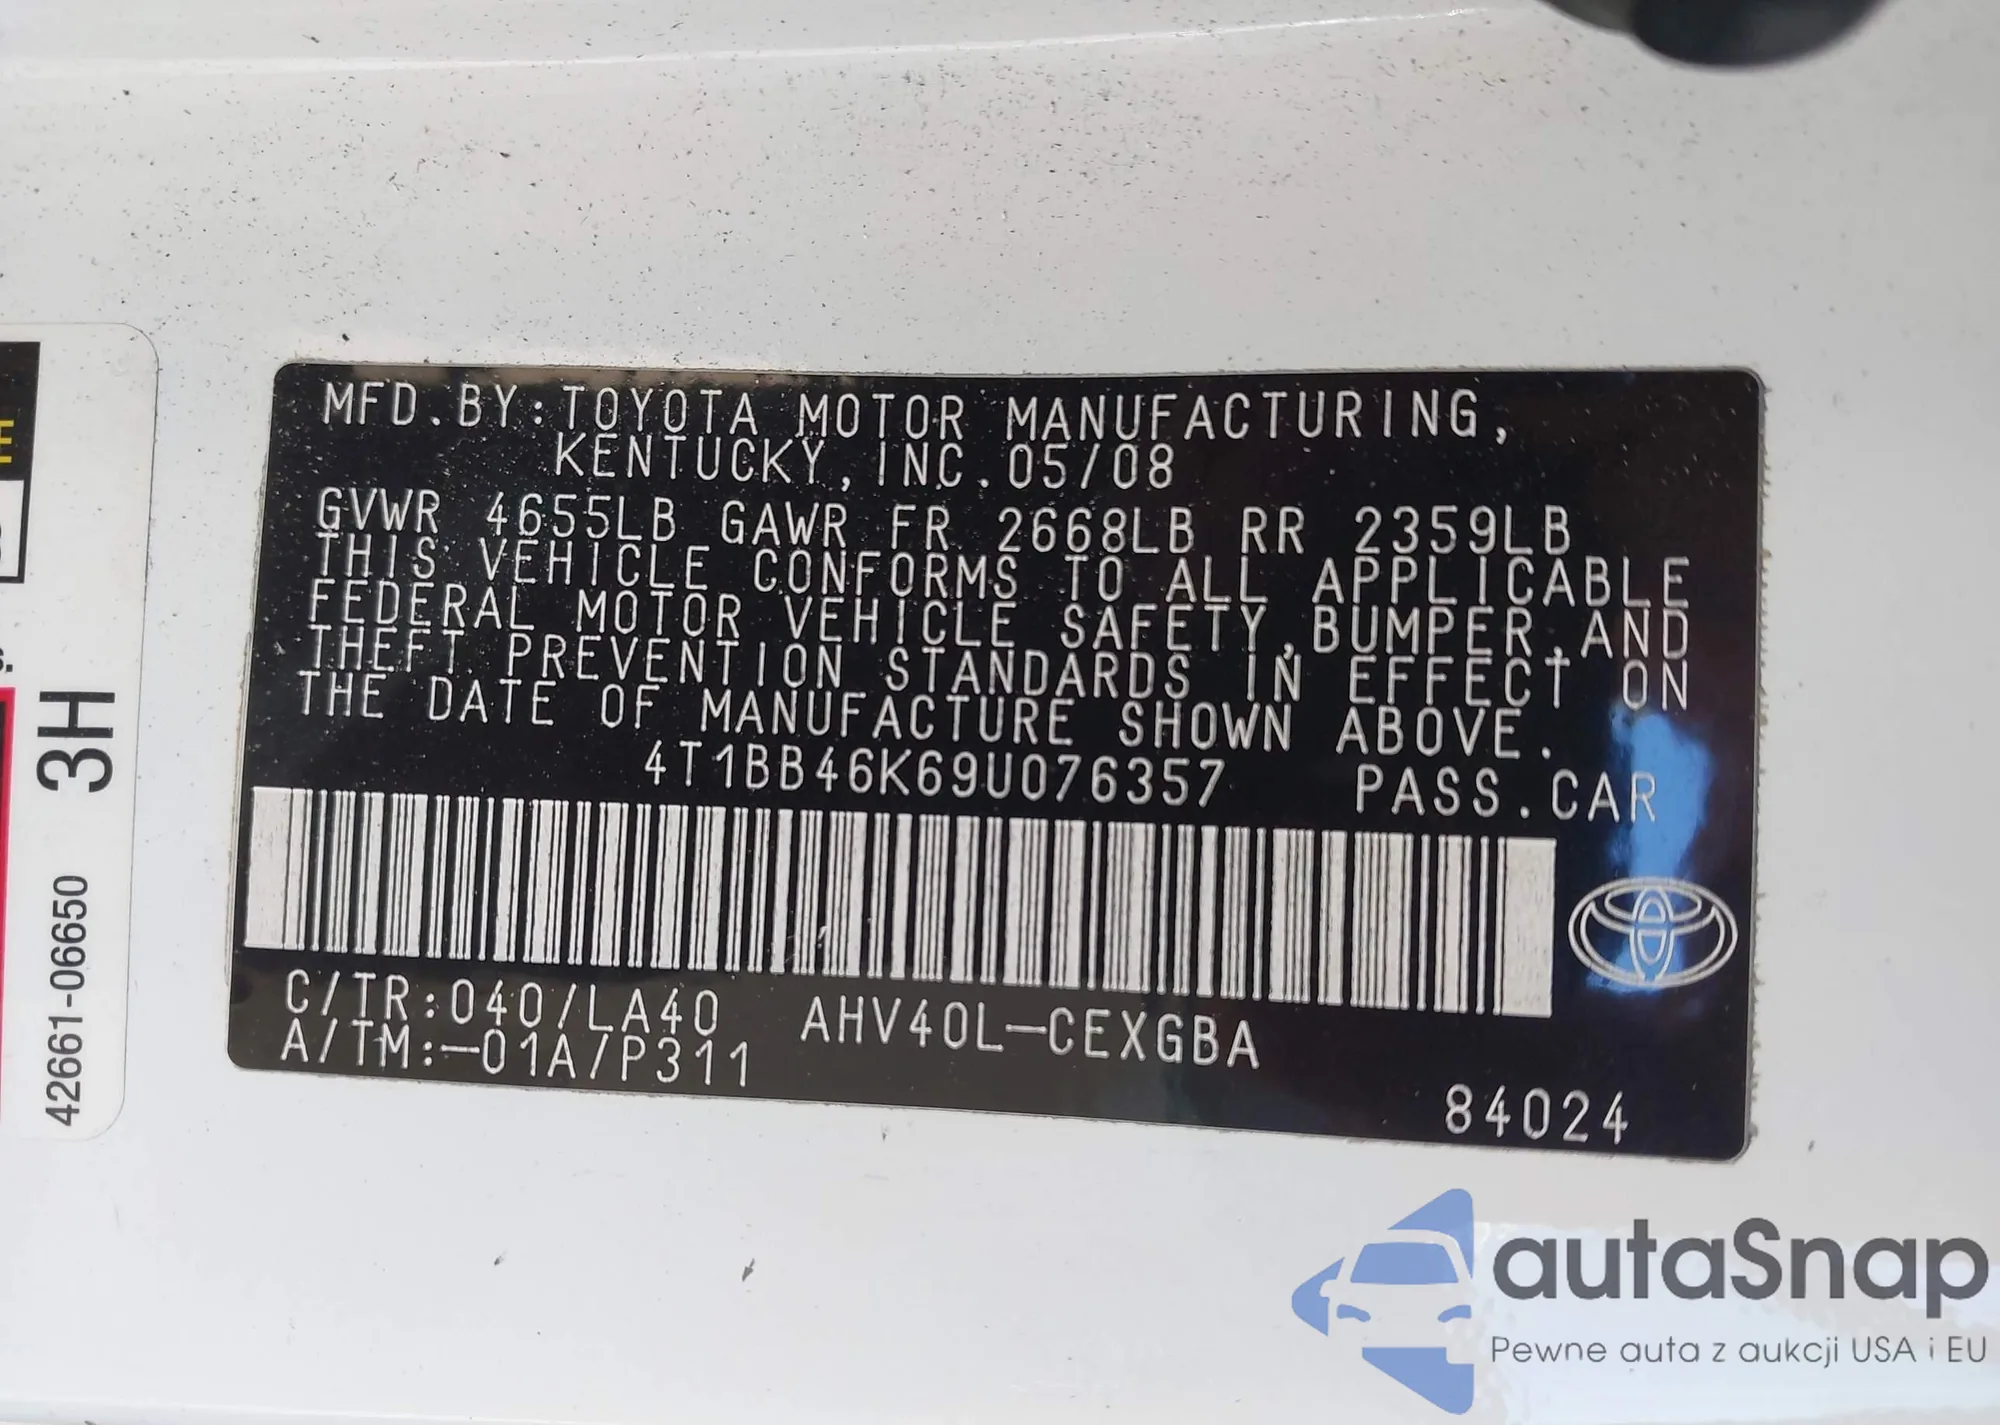 MFD.BY:TOYOTA MOTOR MANUFACTURING,
KENTUCKY,INC.05/08
GVWR 4655LB GAWR FR 2668LB RR 2359LB
THIS VEHICLE CONFORMS TO ALL APPLICABLE
FEDERAL MOTOR VEHICLE SAFETY,BUMPER,AND
THEFT PREVENTION STANDARDS IN EFFECT ON
THE DATE OF MANUFACTURE SHOWN ABOVE.
4T1BB46K69U076357 PASS.CAR
C/TR:040/LA40 AHV40L-CEXGBA
A/TM:-01A/P311
84024
42661-06650 3H
autaSnap
Pewne auta z aukcji USA i EU